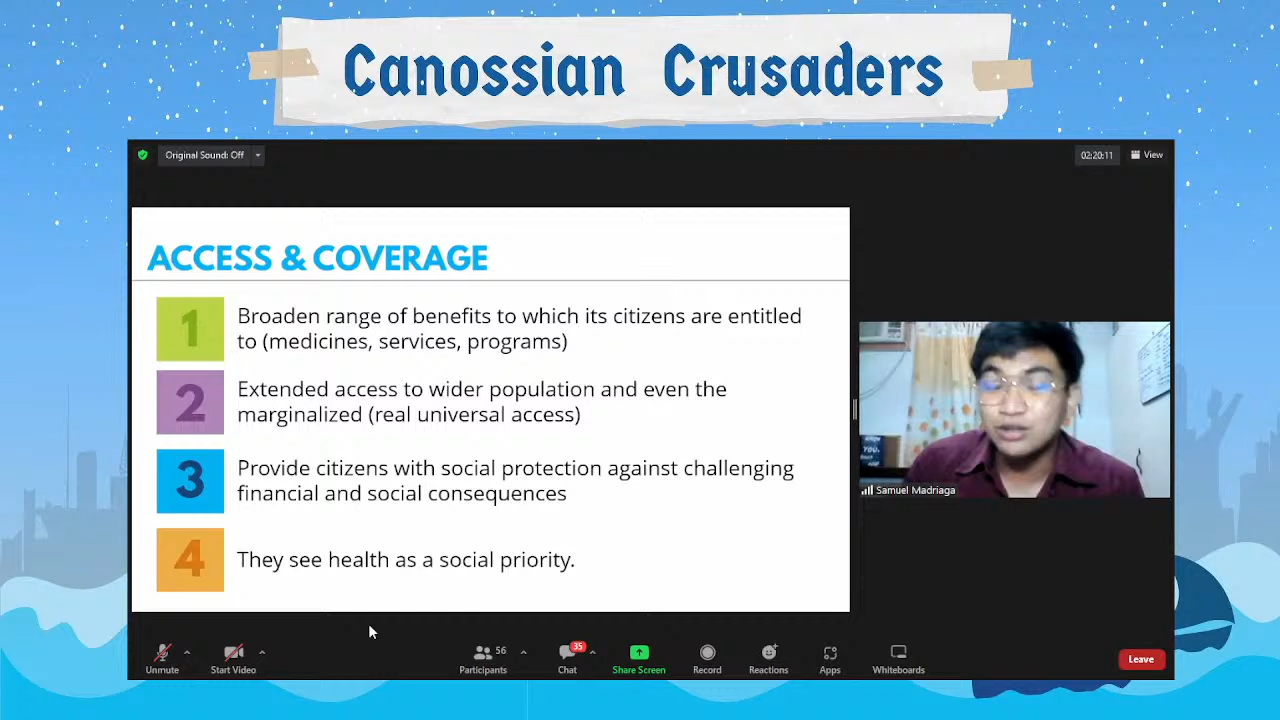 Canossian Crusaders
Original Sound: Off
02:20:11
View
ACCESS & COVERAGE
1
Broaden range of benefits to which its citizens are entitled
to (medicines, services, programs)
2
Extended access to wider population and even the
marginalized (real universal access)
3
Provide citizens with social protection against challenging
financial and social consequences
4
They see health as a social priority.
YOU.
Samuel Madriaga
Unmute
Start Video
56
Participants
35
Chat
Share Screen
Record
Reactions
Apps
Whiteboards
Leave